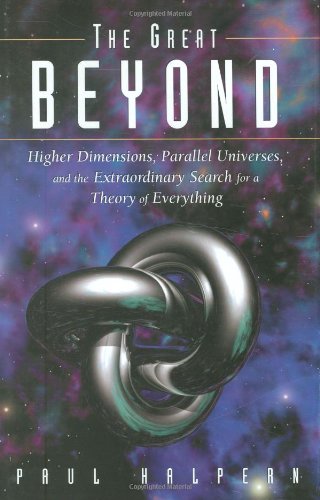 THE GREAT
BEYOND
Higher Dimensions, Parallel Universes,
and the Extraordinary Search for a
Theory of Everything
PAUL HALPERN